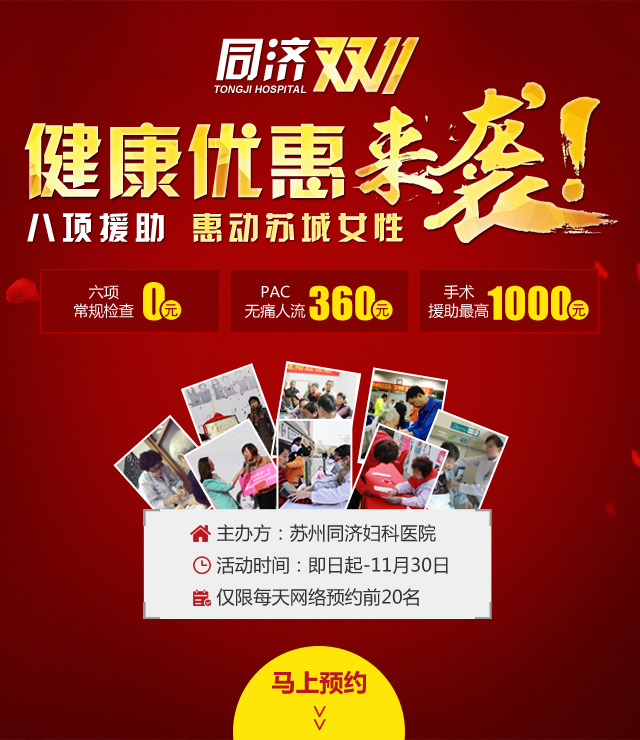 同济 双11
TONGJI HOSPITAL
健康优惠来袭!
八项援助 惠动苏城女性
六项
常规检查 0元
PAC
无痛人流 360元
手术
援助最高 1000元
主办方：苏州同济妇科医院
活动时间：即日起-11月30日
仅限每天网络预约前20名
马上预约